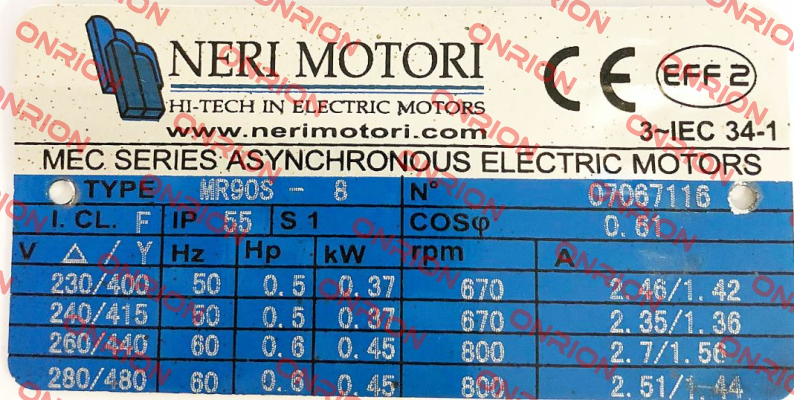 NERI MOTORI
HI-TECH IN ELECTRIC MOTORS
www.nerimotori.com
CE EFF 2
3~IEC 34-1
MEC SERIES ASYNCHRONOUS ELECTRIC MOTORS
TYPE MR90S - 8 N° 07067116
I. CL. F IP 55 S 1 COSφ 0.61
V Δ / Y Hz Hp kW rpm A
230/400 50 0.5 0.37 670 2.46/1.42
240/415 50 0.5 0.37 670 2.35/1.36
260/440 60 0.6 0.45 800 2.7/1.56
280/480 60 0.6 0.45 800 2.51/1.44
ONRION